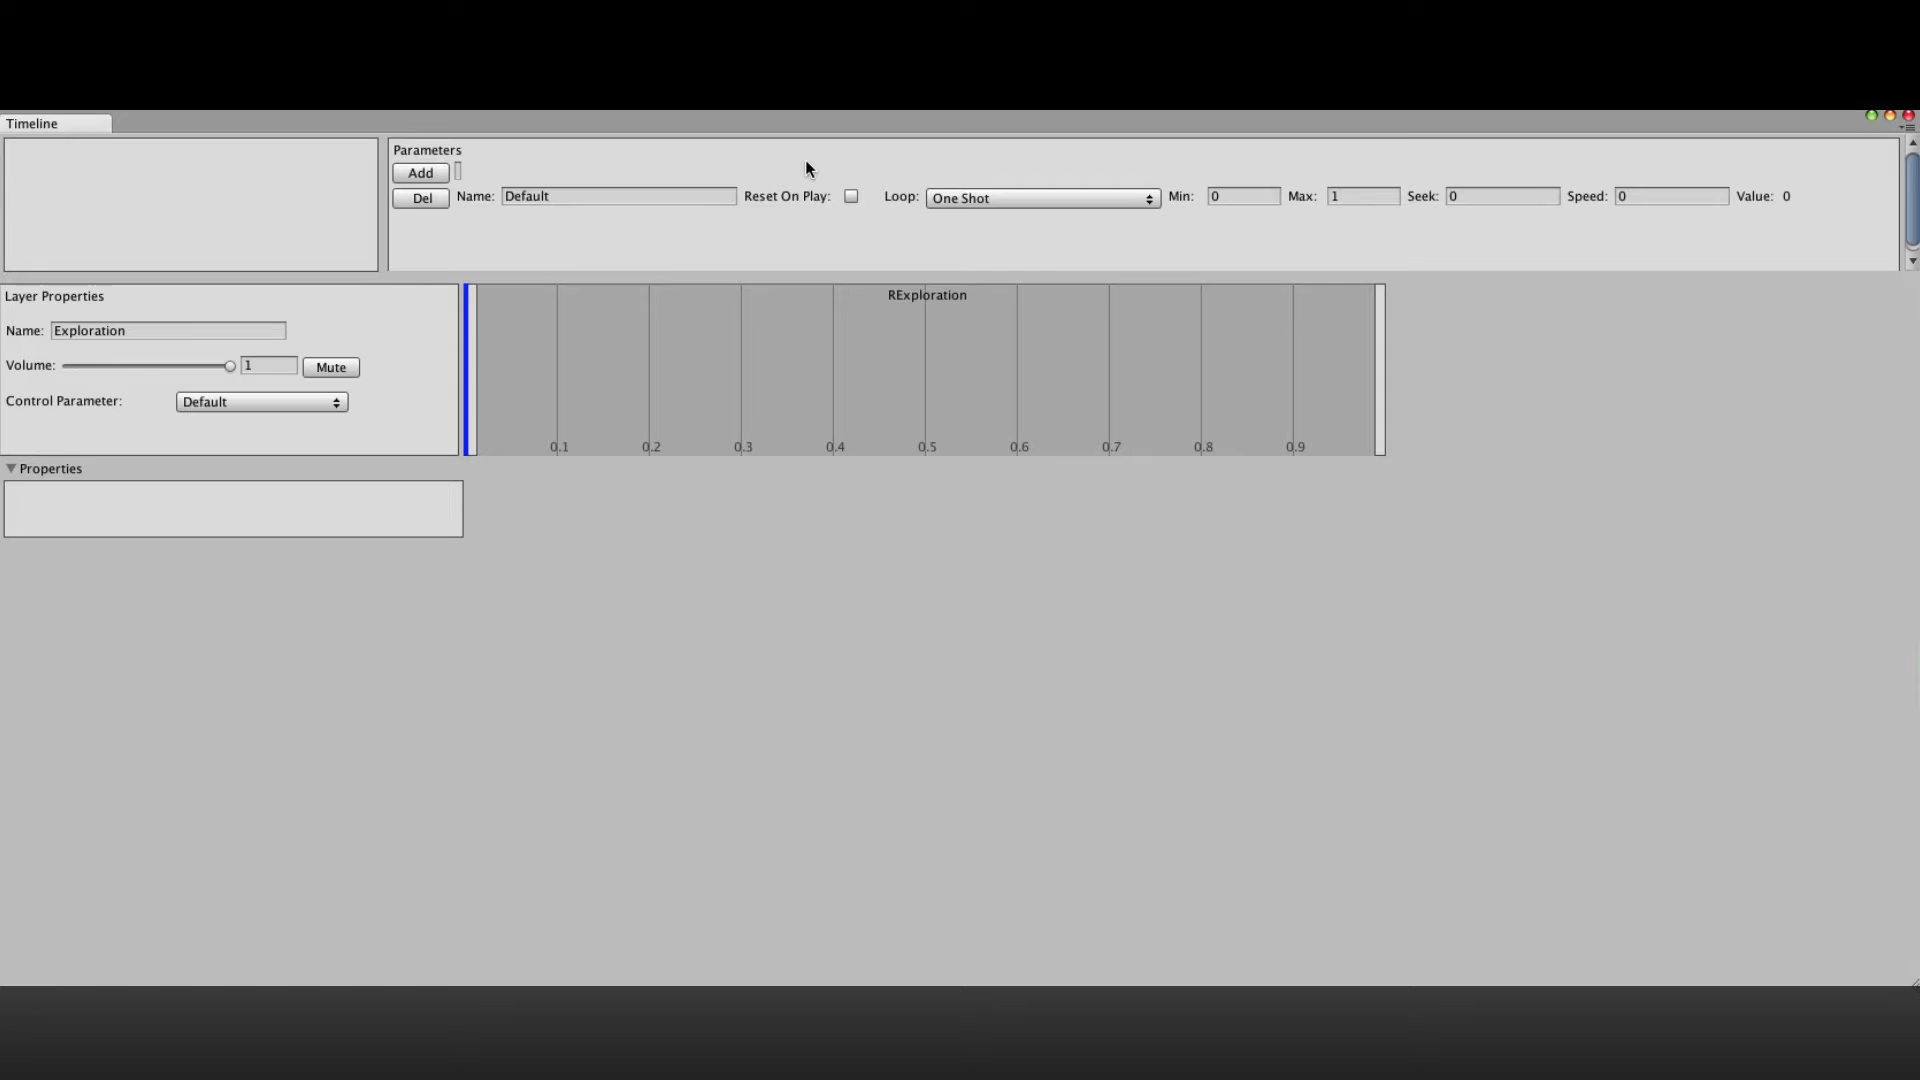 Timeline
Parameters
Add
Del Name: Default Reset On Play: Loop: One Shot Min: 0 Max: 1 Seek: 0 Speed: 0 Value: 0
Layer Properties
RExploration
Name: Exploration
Volume: 1 Mute
Control Parameter: Default
0.1 0.2 0.3 0.4 0.5 0.6 0.7 0.8 0.9
Properties